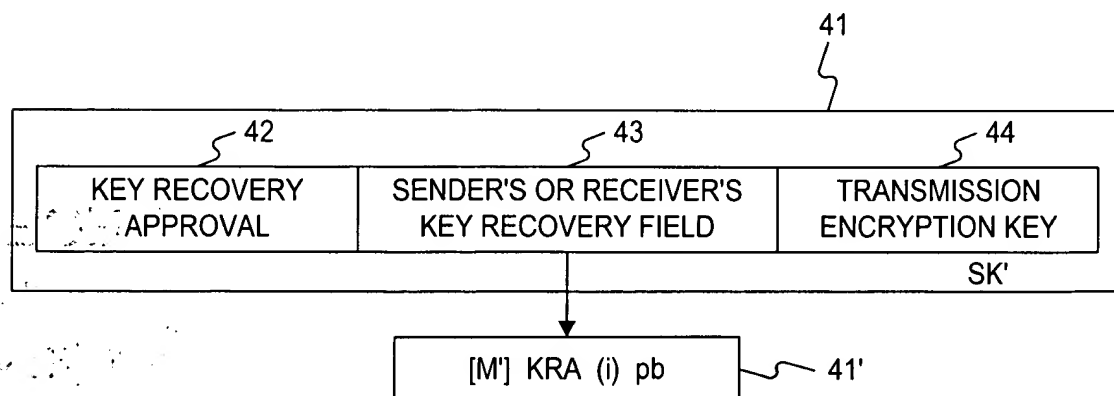 41
42
43
44
KEY RECOVERY APPROVAL
SENDER'S OR RECEIVER'S KEY RECOVERY FIELD
TRANSMISSION ENCRYPTION KEY
SK'
[M'] KRA (i) pb
41'